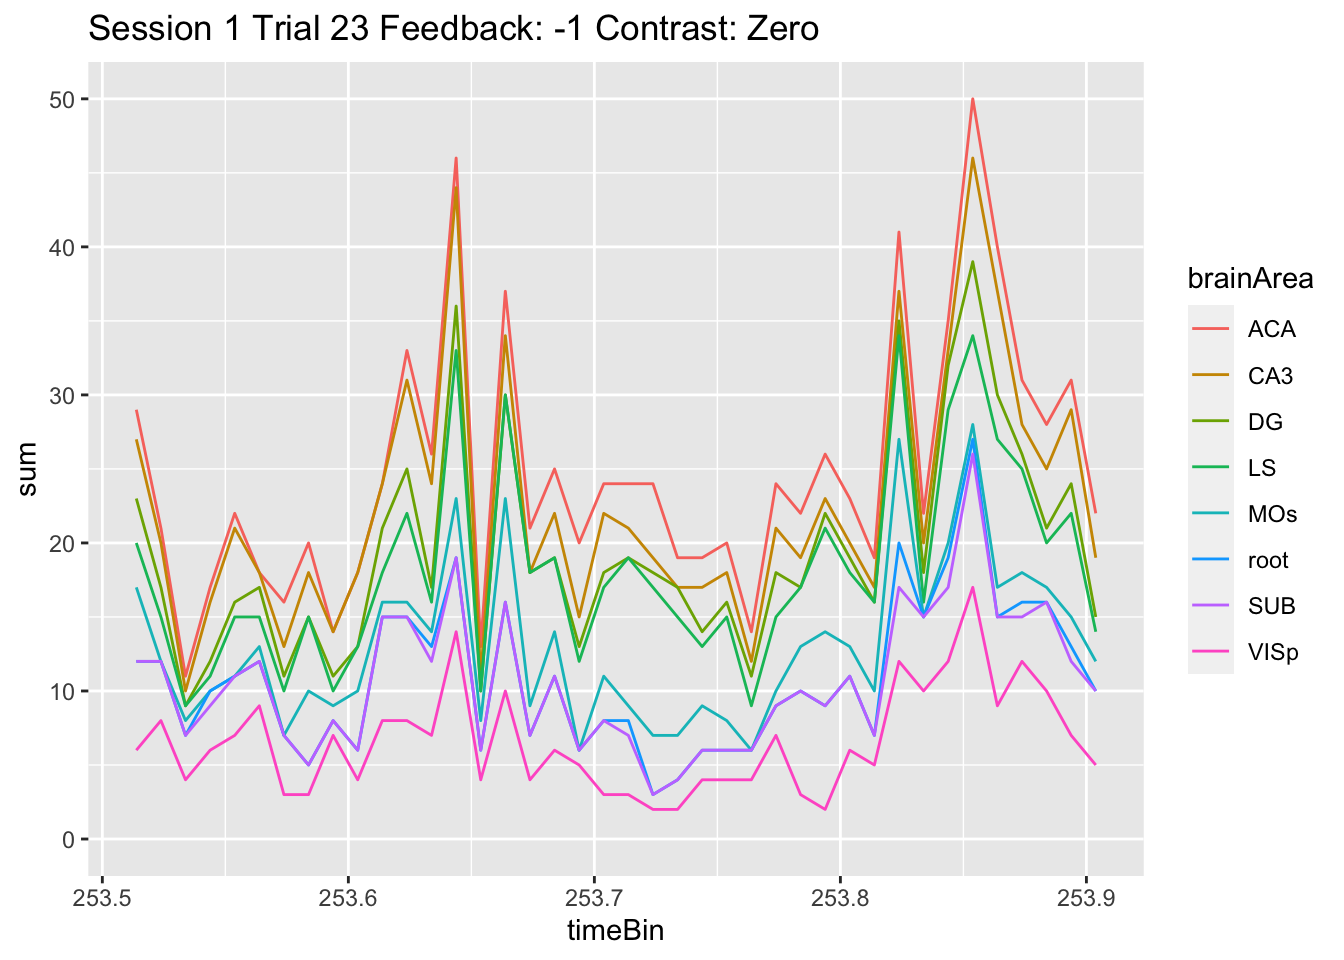 Session 1 Trial 23 Feedback: -1 Contrast: Zero
50
40
30
20
10
0
sum
253.5 253.6 253.7 253.8 253.9
timeBin
brainArea
ACA
CA3
DG
LS
MOs
root
SUB
VISp